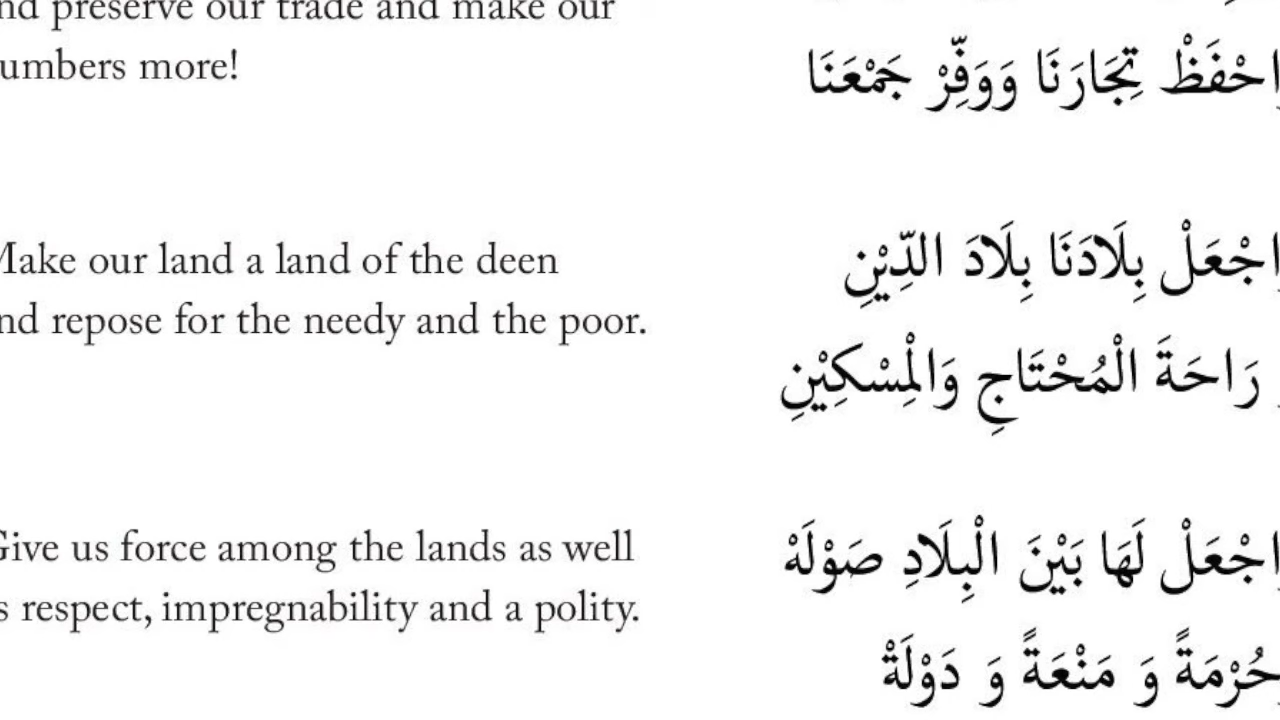 nd preserve our trade and make our
umbers more!
احْفَظْ تِجَارَنَا وَوَفِّرْ جَمْعَنَا
Make our land a land of the deen
nd repose for the needy and the poor.
اجْعَلْ بِلَادَنَا بِلَادَ الدِّيْنِ
رَاحَةَ الْمُحْتَاجِ وَالْمِسْكِيْنِ
Give us force among the lands as well
s respect, impregnability and a polity.
اجْعَلْ لَهَا بَيْنَ الْبِلَادِ صَوْلَهْ
حُرْمَةً وَ مَنْعَةً وَ دَوْلَةْ